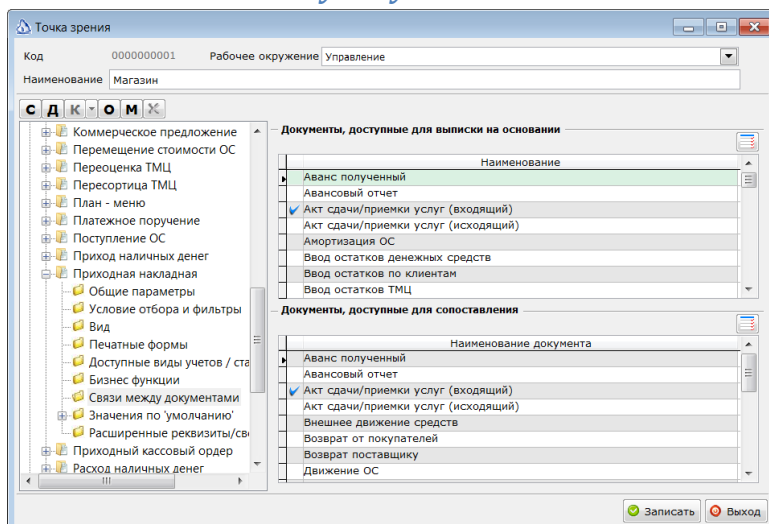 Точка зрения
Код 0000000001 Рабочее окружение Управление
Наименование Магазин
С Д К О М
Коммерческое предложение
Перемещение стоимости ОС
Переоценка ТМЦ
Пересортица ТМЦ
План - меню
Платежное поручение
Поступление ОС
Приход наличных денег
Приходная накладная
Общие параметры
Условие отбора и фильтры
Вид
Печатные формы
Доступные виды учетов / ста
Бизнес функции
Связи между документами
Значения по 'умолчанию'
Расширенные реквизиты/сво
Приходный кассовый ордер
Расход наличных денег
Документы, доступные для выписки на основании
Наименование
Аванс полученный
Авансовый отчет
Акт сдачи/приемки услуг (входящий)
Акт сдачи/приемки услуг (исходящий)
Амортизация ОС
Ввод остатков денежных средств
Ввод остатков по клиентам
Ввод остатков ТМЦ
Документы, доступные для сопоставления
Наименование документа
Аванс полученный
Авансовый отчет
Акт сдачи/приемки услуг (входящий)
Акт сдачи/приемки услуг (исходящий)
Внешнее движение средств
Возврат от покупателей
Возврат поставщику
Движение ОС
Записать Выход